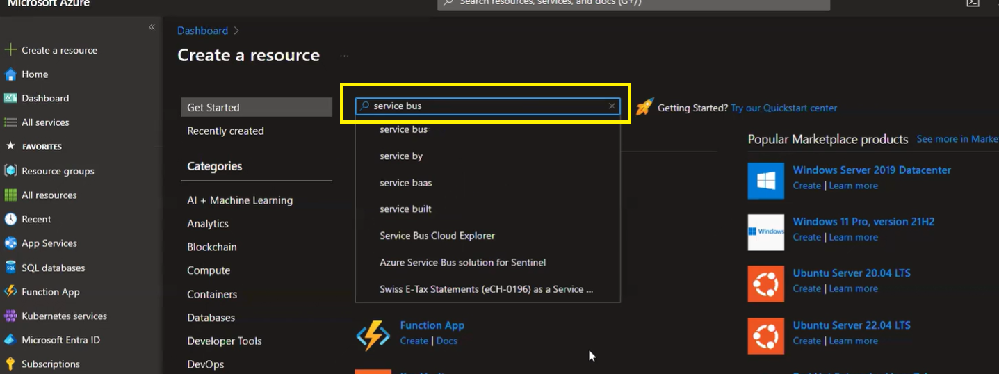 Microsoft Azure
Search resources, services, and docs (G+/)
Create a resource
Home
Dashboard
All services
FAVORITES
Resource groups
All resources
Recent
App Services
SQL databases
Function App
Kubernetes services
Microsoft Entra ID
Subscriptions
Dashboard
Create a resource
...
Get Started
Recently created
Categories
AI + Machine Learning
Analytics
Blockchain
Compute
Containers
Databases
Developer Tools
DevOps
service bus
service bus
service by
service baas
service built
Service Bus Cloud Explorer
Azure Service Bus solution for Sentinel
Swiss E-Tax Statements (eCH-0196) as a Service ...
Function App
Create | Docs
Getting Started? Try our Quickstart center
Popular Marketplace products See more in Marke
Windows Server 2019 Datacenter
Create | Learn more
Windows
Windows 11 Pro, version 21H2
Create | Learn more
Ubuntu Server 20.04 LTS
Create | Learn more
Ubuntu Server 22.04 LTS
Create | Learn more